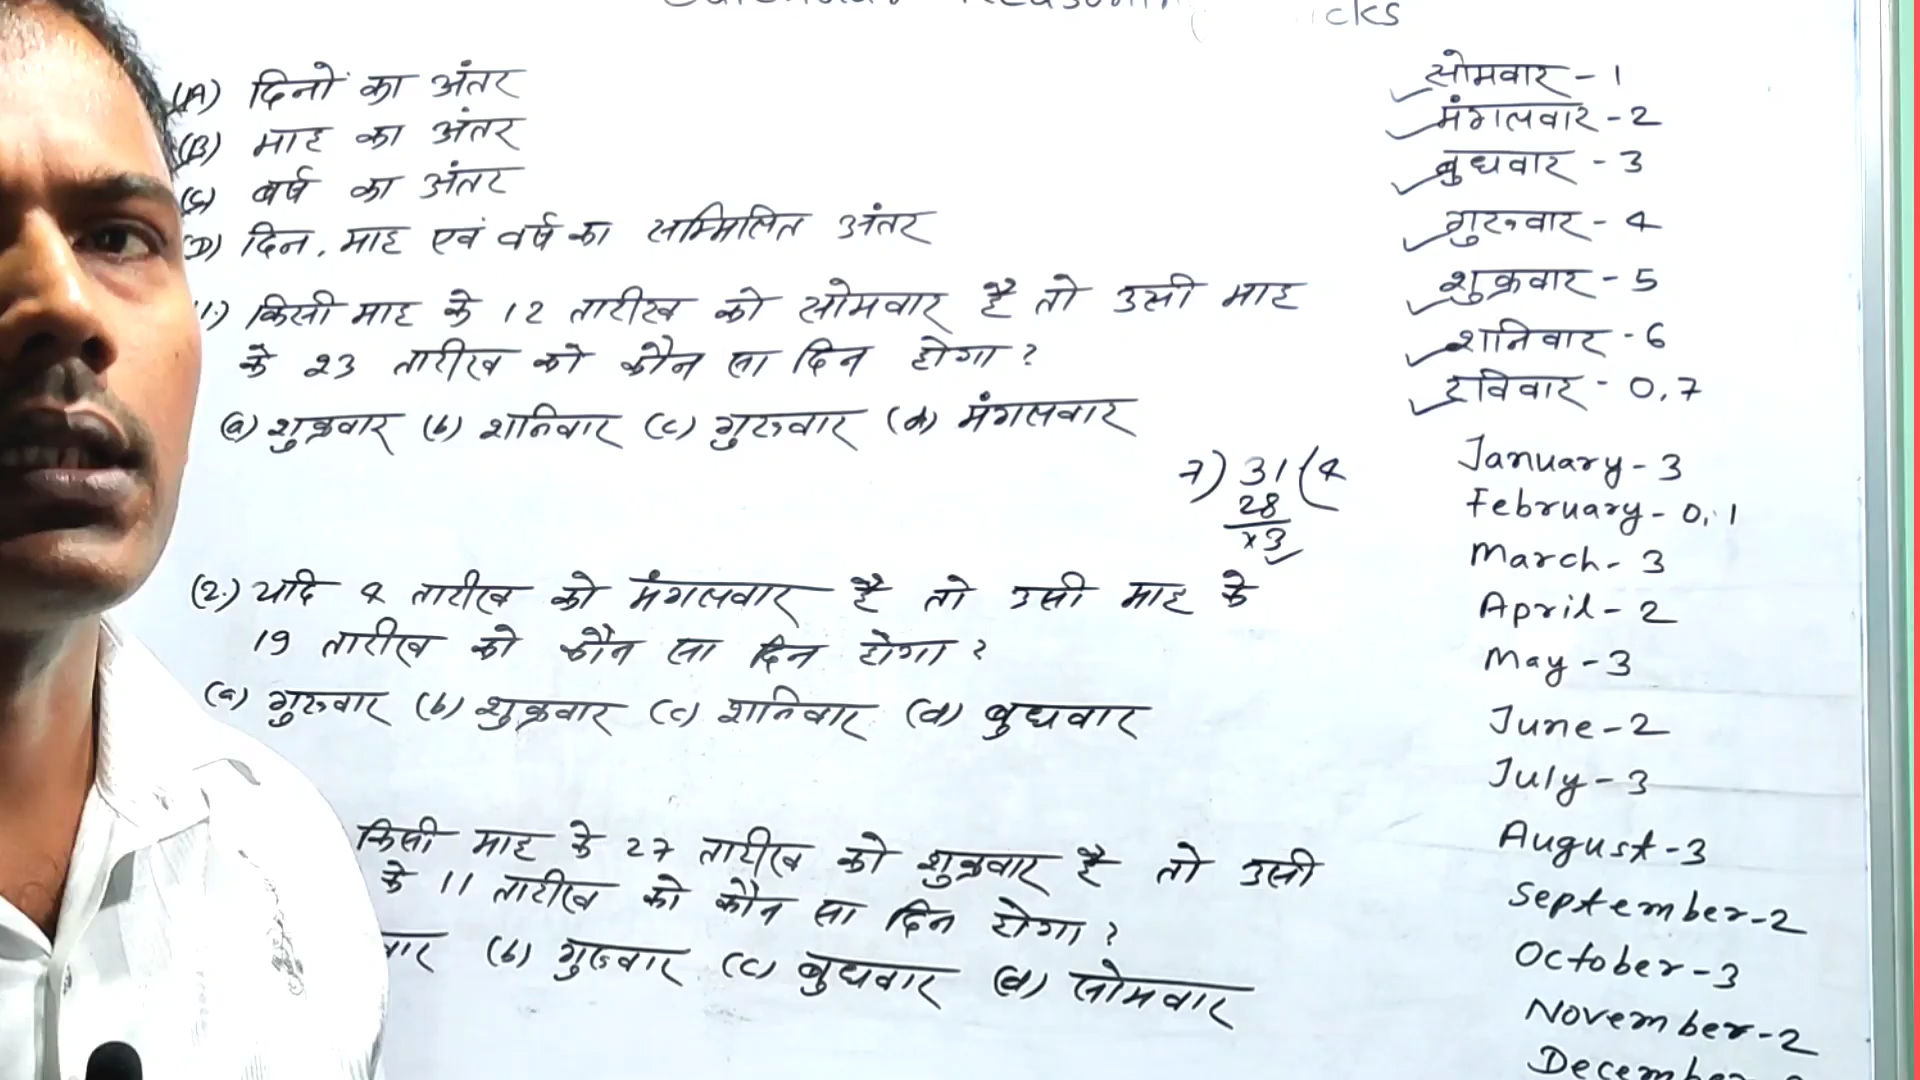 (A) दिनों का अंतर
(B) माह का अंतर
(C) वर्ष का अंतर
(D) दिन, माह एवं वर्ष का सम्मिलित अंतर
(1.) किसी माह के 12 तारीख को सोमवार है तो उसी माह
के 23 तारीख को कौन सा दिन होगा?
(a) शुक्रवार (b) शनिवार (c) गुरुवार (d) मंगलवार
7) 31 (4
28
×3
(2.) यदि 4 तारीख को मंगलवार है तो उसी माह के
19 तारीख को कौन सा दिन होगा?
(a) गुरुवार (b) शुक्रवार (c) शनिवार (d) बुधवार
किसी माह के 27 तारीख को शुक्रवार है तो उसी
के 11 तारीख को कौन सा दिन होगा?
वार (b) गुरुवार (c) बुधवार (d) सोमवार
सोमवार - 1
मंगलवार - 2
बुधवार - 3
गुरुवार - 4
शुक्रवार - 5
शनिवार - 6
रविवार - 0,7
January - 3
February - 0,1
March - 3
April - 2
May - 3
June - 2
July - 3
August - 3
September - 2
October - 3
November - 2